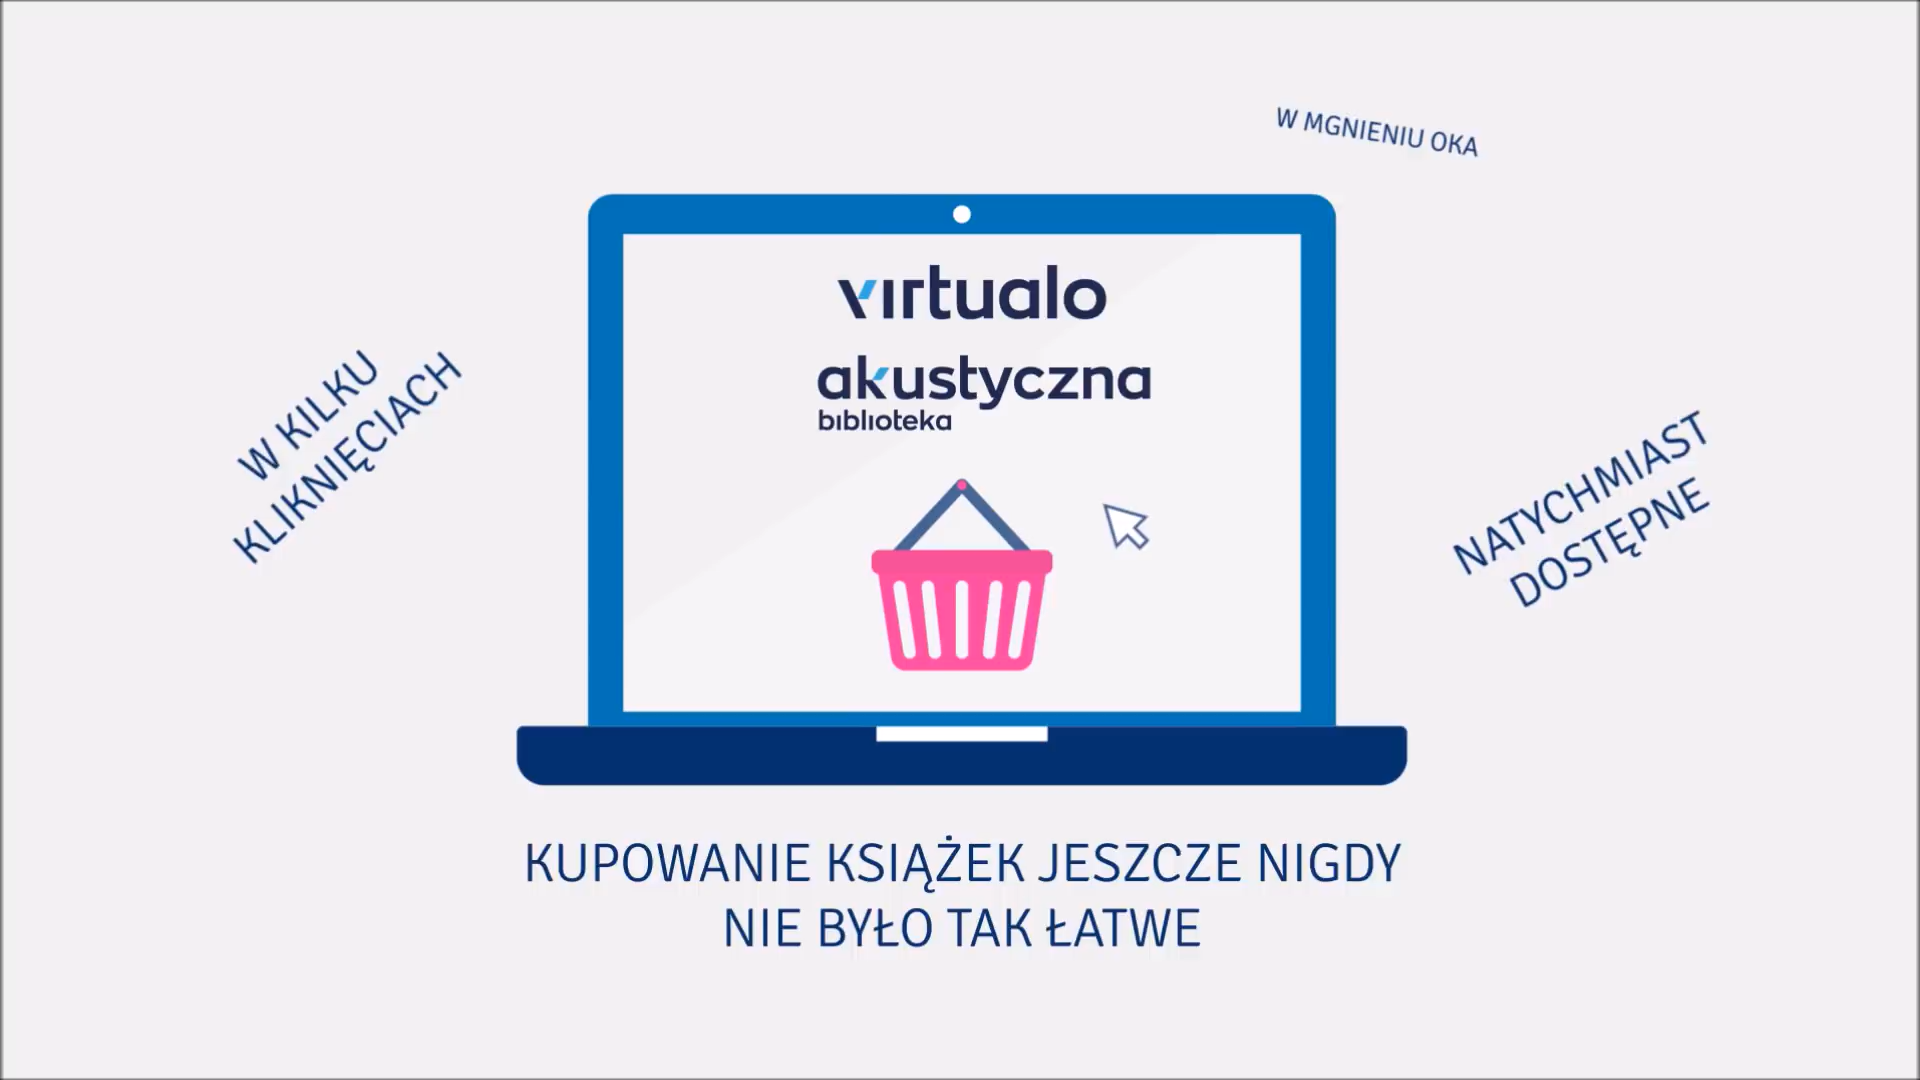 W MGNIENIU OKA
virtualo
akustyczna
biblioteka
W KILKU
KLIKNIĘCIACH
NATYCHMIAST
DOSTĘPNE
KUPOWANIE KSIĄŻEK JESZCZE NIGDY
NIE BYŁO TAK ŁATWE